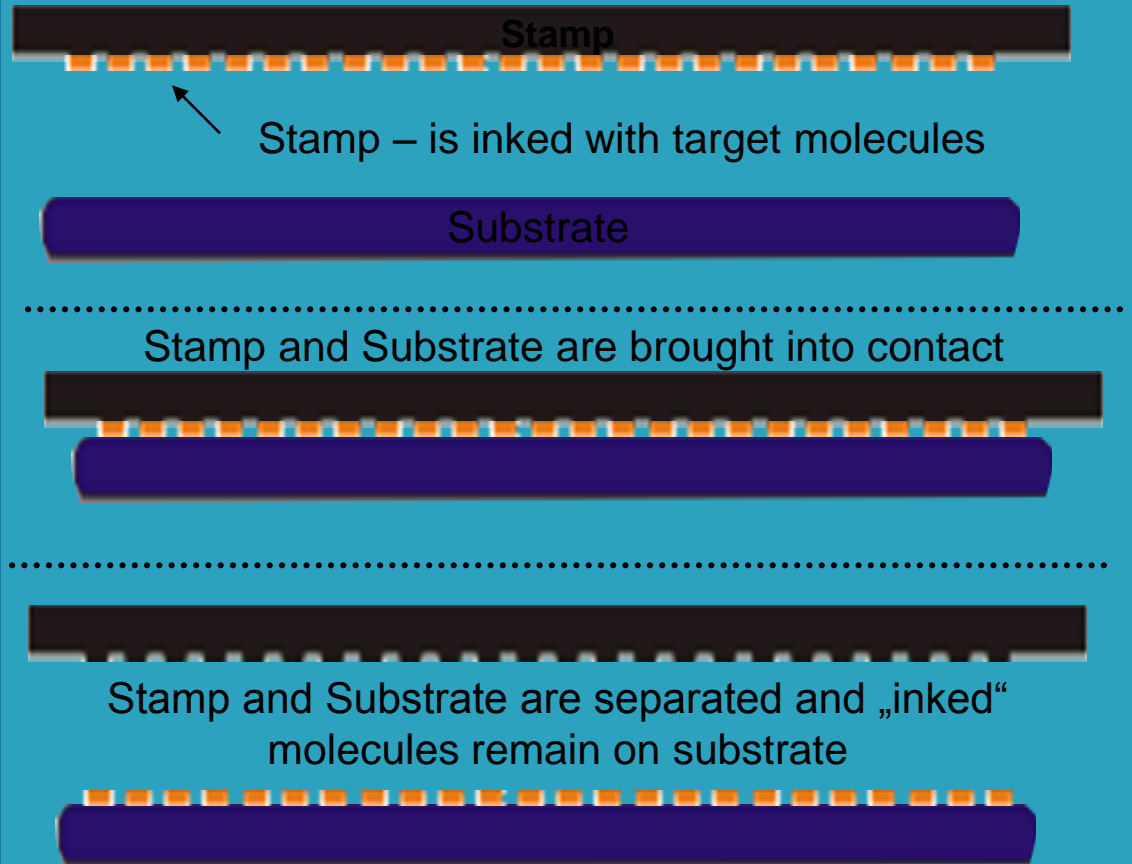 Stamp
Stamp – is inked with target molecules
Substrate
Stamp and Substrate are brought into contact
Stamp and Substrate are separated and „inked“
molecules remain on substrate